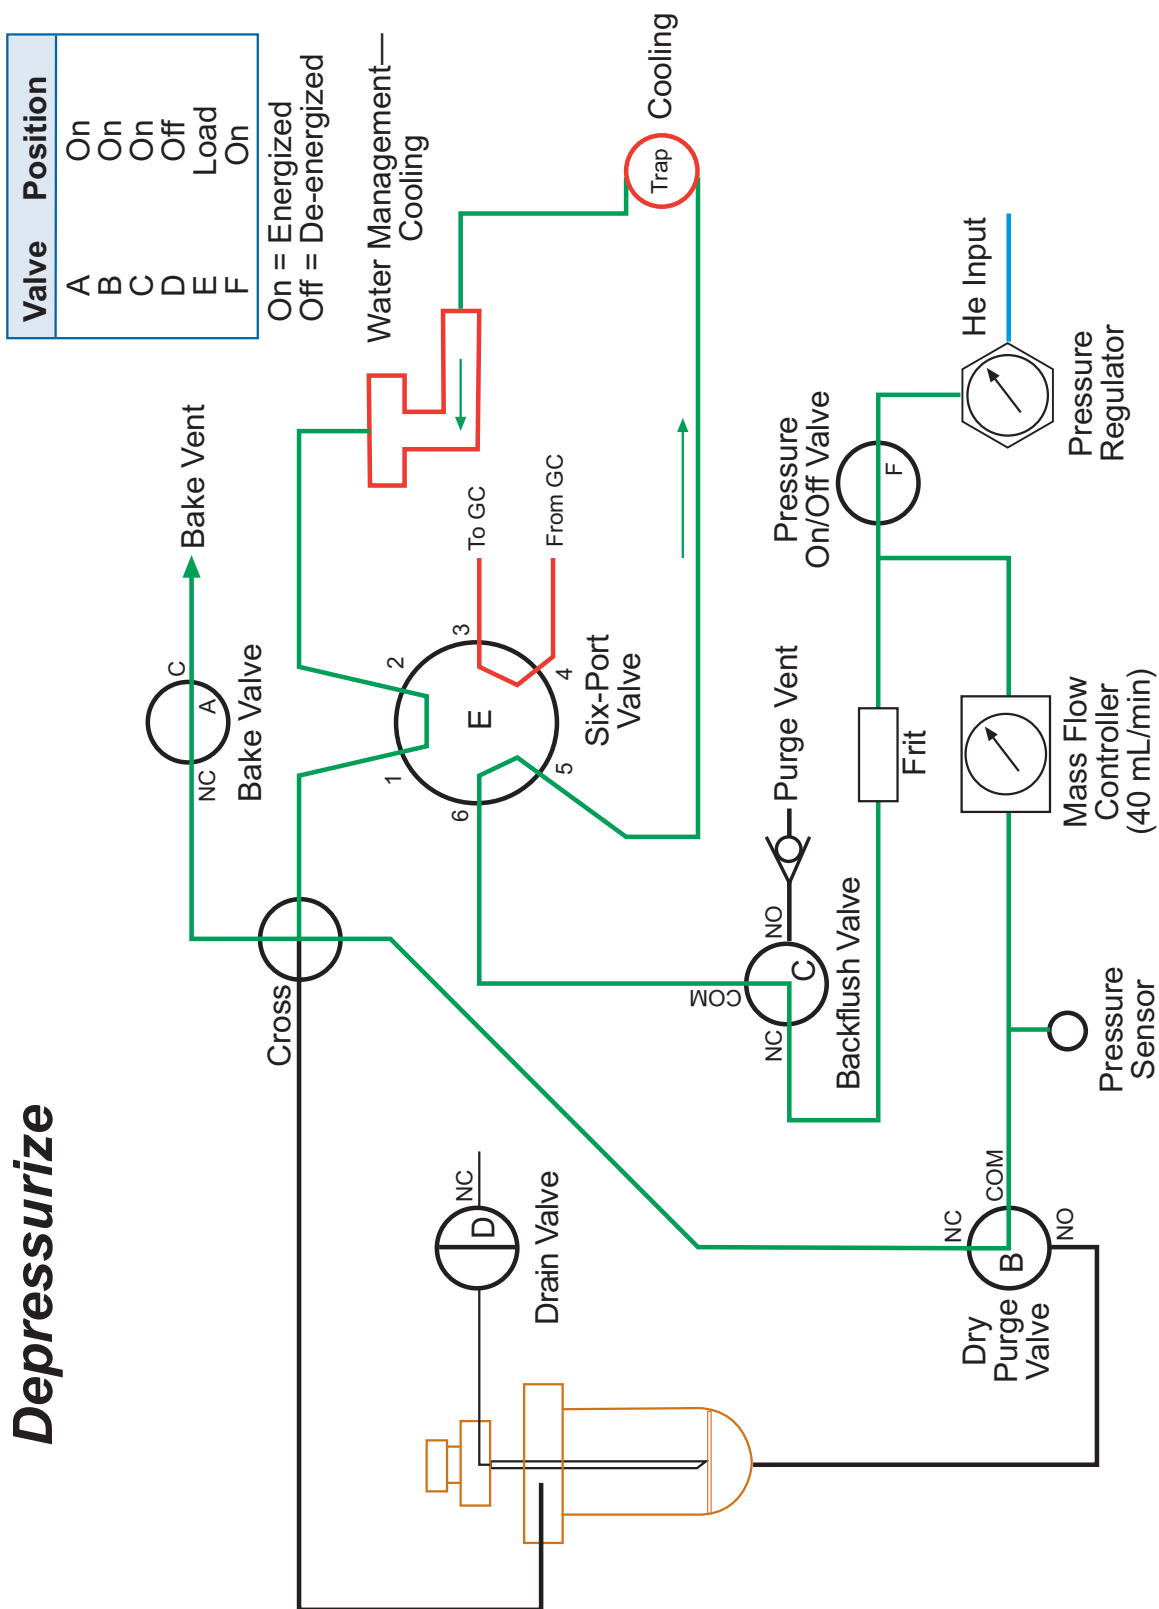 Depressurize
Valve Position
A On
B On
C On
D Off
E Load
F On
On = Energized
Off = De-energized
Bake Vent
C
A
NC
Bake Valve
Water Management—
Cooling
Cooling
Trap
To GC
From GC
1
2
3
4
5
6
E
Six-Port
Valve
Cross
NC
D
Drain Valve
Purge Vent
NO
COM
C
NC
Backflush Valve
Pressure
On/Off Valve
F
He Input
Pressure
Regulator
Frit
Mass Flow
Controller
(40 mL/min)
Pressure
Sensor
NC
COM
NO
B
Dry
Purge
Valve